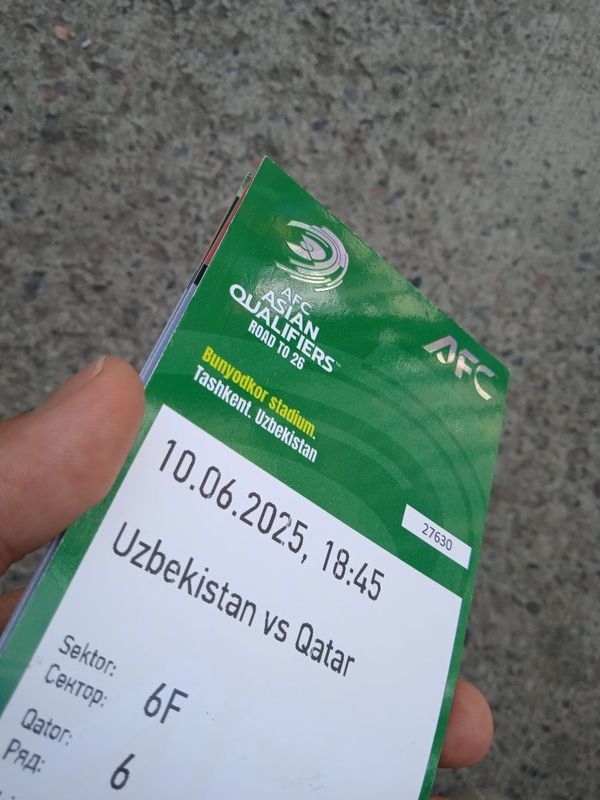 AFC
ASIAN
QUALIFIERS™
ROAD TO 26
AFC
Bunyodkor stadium.
Tashkent. Uzbekistan
27630
10.06.2025, 18:45
Uzbekistan vs Qatar
Sektor:
Сектор:
6F
Qator:
Ряд:
6